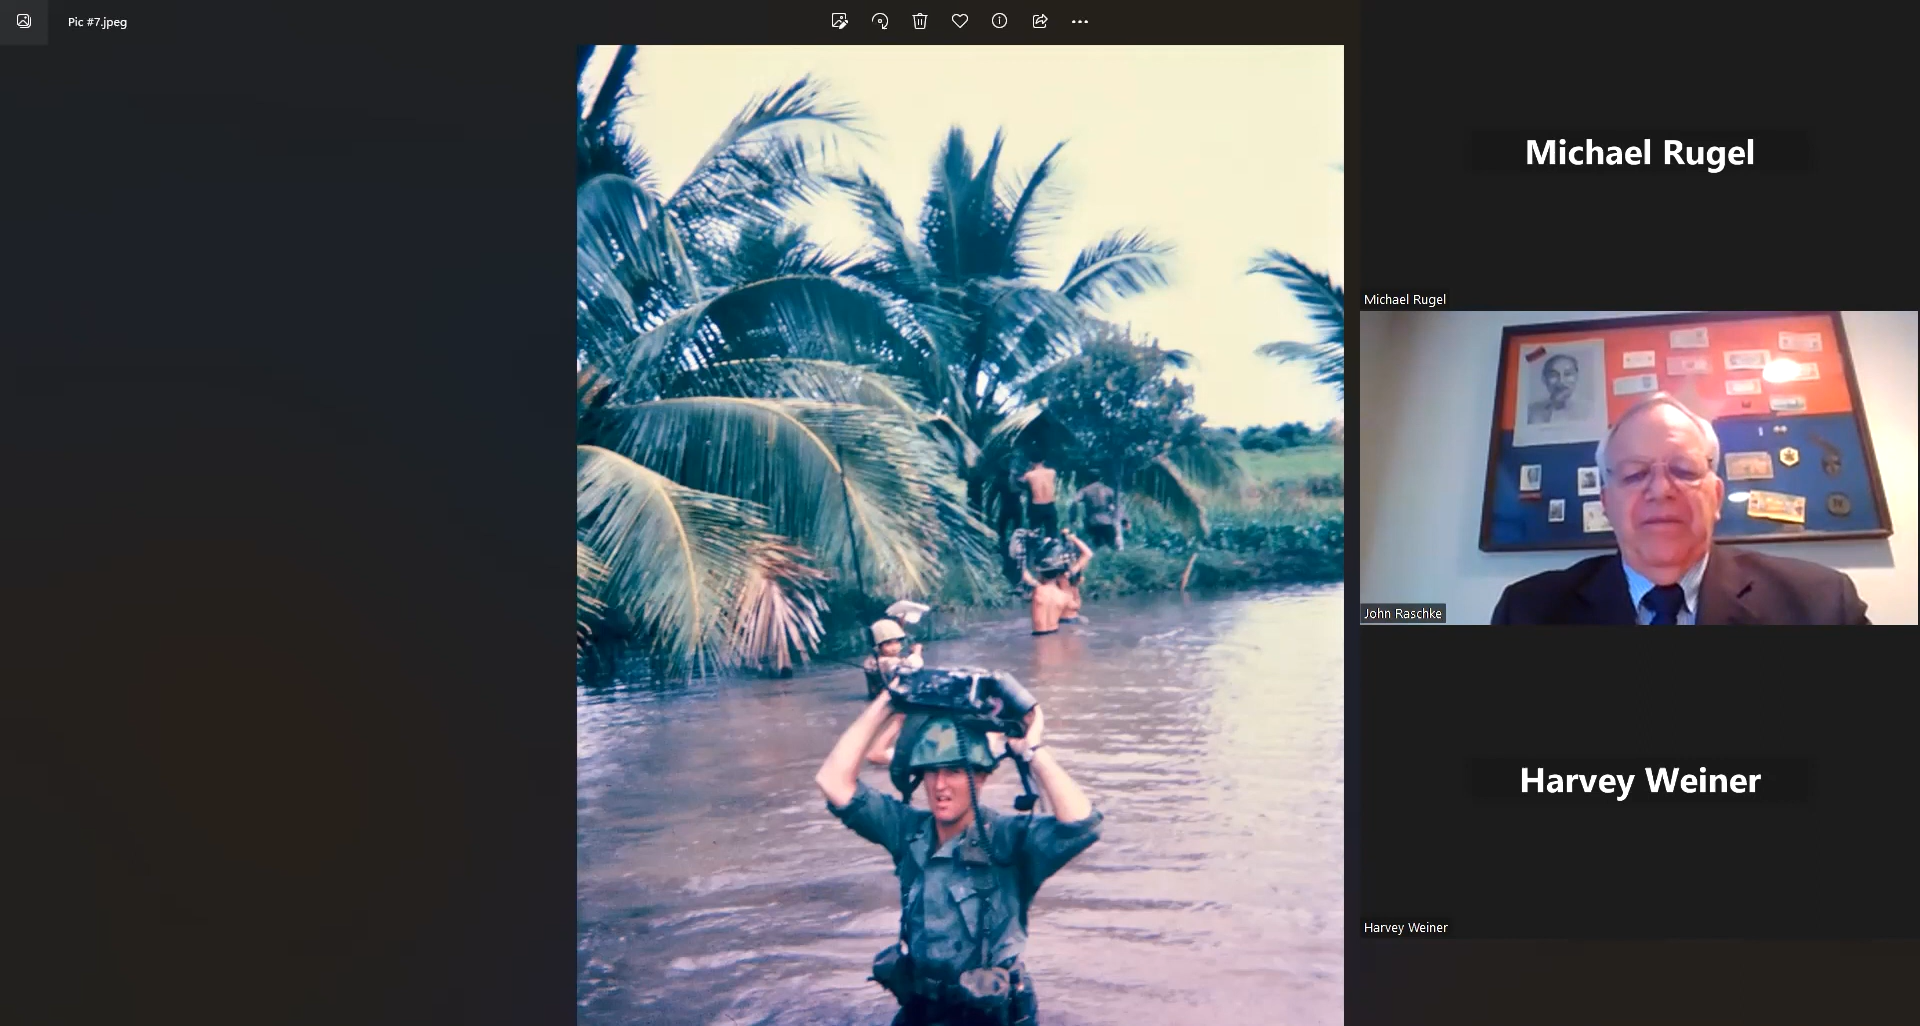 Pic #7.jpeg
Michael Rugel
Michael Rugel
John Raschke
Harvey Weiner
Harvey Weiner